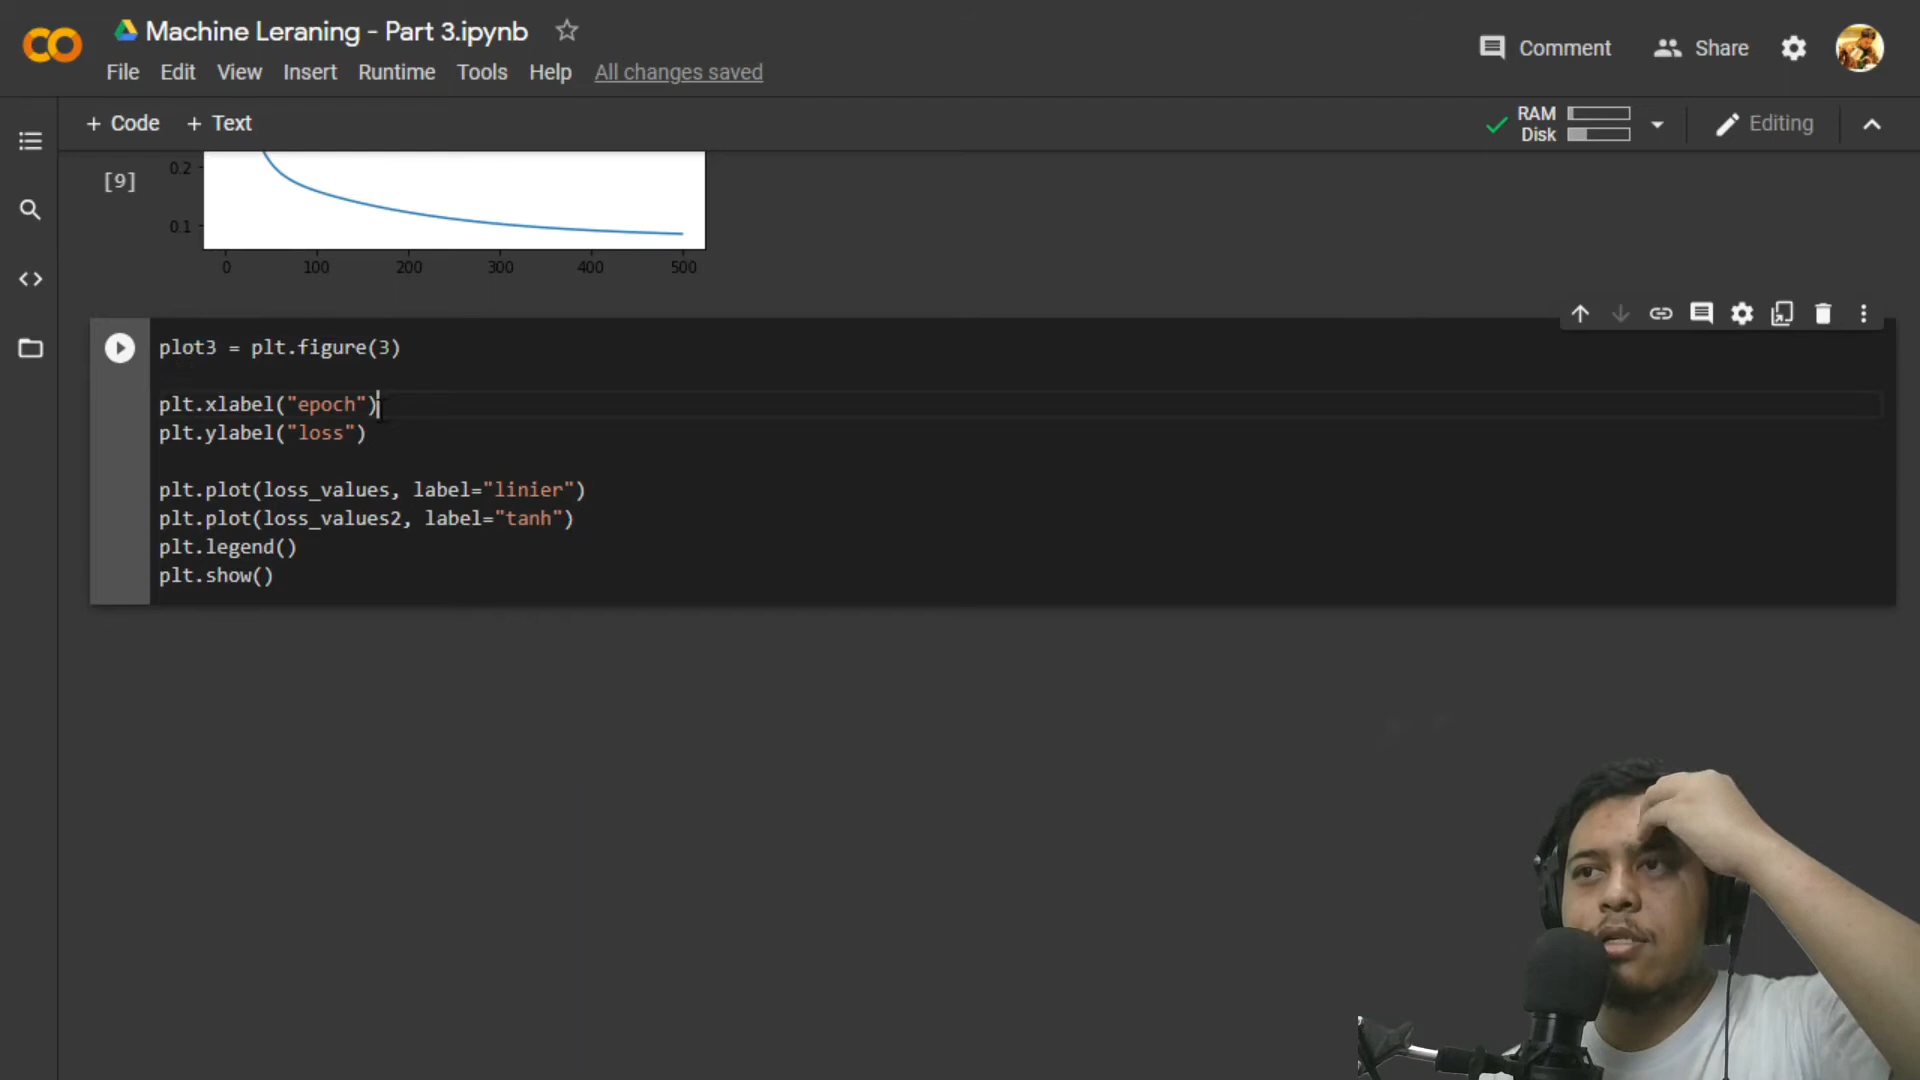 Machine Leraning - Part 3.ipynb
Comment
Share
File Edit View Insert Runtime Tools Help All changes saved
+ Code + Text
RAM
Disk
Editing
[9]
0.2
0.1
0 100 200 300 400 500
plot3 = plt.figure(3)
plt.xlabel("epoch")
plt.ylabel("loss")
plt.plot(loss_values, label="linier")
plt.plot(loss_values2, label="tanh")
plt.legend()
plt.show()